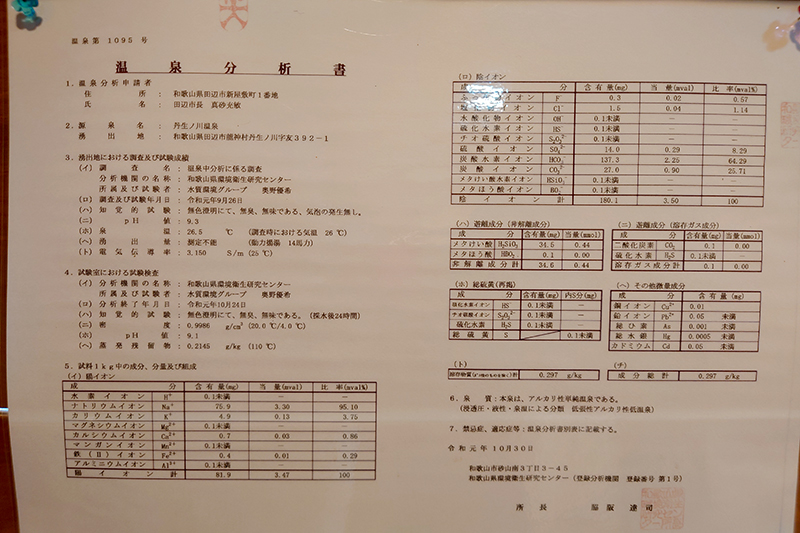 温泉第 1095 号
温泉分析書
1．温泉分析申請者
住所 ： 和歌山県田辺市新屋敷町１番地
氏名 ： 田辺市長 真砂充敏
2．源泉名 ： 丹生ノ川温泉
湧出地 ： 和歌山県田辺市龍神村丹生ノ川字友３９２－１
3．湧出地における調査及び試験成績
(イ) 調査名 ： 温泉中分析に係る調査
分析機関の名称 ： 和歌山県環境衛生研究センター
所属及び試験者 ： 水質環境グループ 奥野優希
(ロ) 調査及び試験年月日 ： 令和元年９月26日
(ハ) 知覚的試験 ： 無色澄明にて、無臭、無味である、気泡の発生無し。
(ニ) pH値 ： 9.3
(ホ) 泉温 ： 26.5 ℃ (調査時における気温 26 ℃)
(ヘ) 湧出量 ： 測定不能 (動力揚湯 14馬力)
(ト) 電気伝導率 ： 3,150 S/m (25 ℃)
4．試験室における試験検査
(イ) 分析機関の名称 ： 和歌山県環境衛生研究センター
所属及び試験者 ： 水質環境グループ 奥野優希
(ロ) 分析終了年月日 ： 令和元年10月24日
(ハ) 知覚的試験 ： 無色澄明にて、無臭、無味である。 (採水後24時間)
(ニ) 密度 ： 0.9986 g/cm³ (20.0 ℃/4.0 ℃)
(ホ) pH値 ： 9.1
(ヘ) 蒸発残留物 ： 0.2145 g/kg (110 ℃)
5．試料１kg中の成分、分量及び組成
(イ) 陽イオン
成分 含有量(mg) 当量(mval) 比率(mval%)
水素イオン H⁺ 0.1未満 － －
ナトリウムイオン Na⁺ 75.9 3.30 95.10
カリウムイオン K⁺ 4.9 0.13 3.75
マグネシウムイオン Mg²⁺ 0.1未満 － －
カルシウムイオン Ca²⁺ 0.7 0.03 0.86
マンガンイオン Mn²⁺ 0.1未満 － －
鉄(Ⅱ)イオン Fe²⁺ 0.4 0.01 0.29
アルミニウムイオン Al³⁺ 0.1未満 － －
陽イオン計 83.9 3.47 100
(ロ) 陰イオン
成分 含有量(mg) 当量(mval) 比率(mval%)
イオン F⁻ 0.3 0.02 0.57
イオン Cl⁻ 1.5 0.04 1.14
水酸化物イオン OH⁻ 0.1未満 － －
硫化水素イオン HS⁻ 0.1未満 － －
チオ硫酸イオン S₂O₃²⁻ 0.1未満 － －
硫酸イオン SO₄²⁻ 14.0 0.29 8.29
炭酸水素イオン HCO₃⁻ 137.3 2.25 64.29
炭酸イオン CO₃²⁻ 27.0 0.90 25.71
メタけい酸水素イオン HSiO₃⁻ 0.1未満 － －
メタほう酸イオン BO₂⁻ 0.1未満 － －
陰イオン計 180.1 3.50 100
(ハ) 遊離成分 (非解離成分)
成分 含有量(mg) 当量(mmol)
メタけい酸 H₂SiO₃ 34.5 0.44
メタほう酸 HBO₂ 0.1 0.00
非解離成分計 34.6 0.44
(ニ) 遊離成分 (溶存ガス成分)
成分 含有量(mg) 当量(mmol)
二酸化炭素 CO₂ 0.1 0.00
硫化水素 H₂S 0.1未満 －
溶存ガス成分計 0.1 0.00
(ホ) 総硫黄(再掲)
成分 含有量(mg) 内S分(mg)
硫化水素イオン HS⁻ 0.1未満 －
チオ硫酸イオン S₂O₃²⁻ 0.1未満 －
硫化水素 H₂S 0.1未満 －
総硫黄 S 0.1未満
(ヘ) その他微量成分
成分 含有量(mg)
銅イオン Cu²⁺ 0.01
鉛イオン Pb²⁺ 0.05 未満
総ひ素 As 0.001 未満
総水銀 Hg 0.0005 未満
カドミウム Cd 0.05 未満
(ト)
溶存物質(ガス性のものを除く)計 0.297 g/kg
(チ)
成分総計 0.297 g/kg
6．泉質：本泉は、アルカリ性単純温泉である。
(浸透圧・液性・泉温による分類 低張性アルカリ性低温泉)
7．禁忌症、適応症等：温泉分析書別表に記載する。
令和元年10月30日
和歌山市砂山南３丁目３－４５
和歌山県環境衛生研究センター (登録分析機関 登録番号 第１号)
所長 脇阪達司